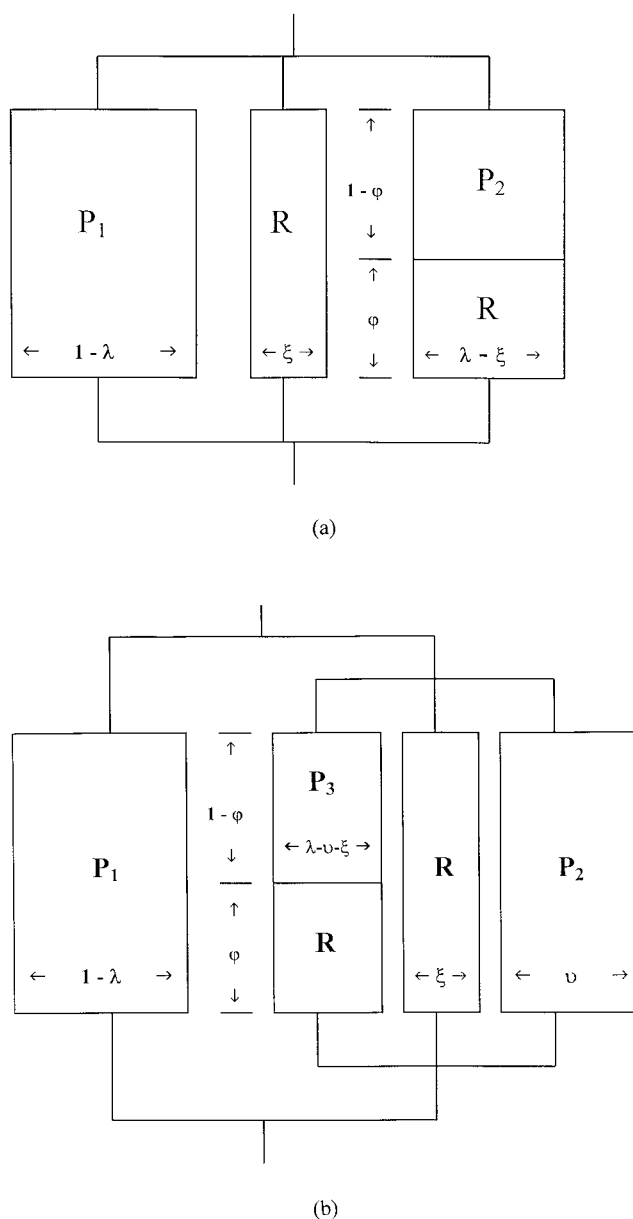 ↑
P₂
P₁
R
1 - φ
↓
↑
R
φ
← 1 - λ →
← ξ →
↓
← λ - ξ →
(a)
↑
P₃
1 - φ
← λ-υ-ξ →
↓
P₁
R
P₂
↑
R
φ
← 1 - λ →
← ξ →
← υ →
↓
(b)